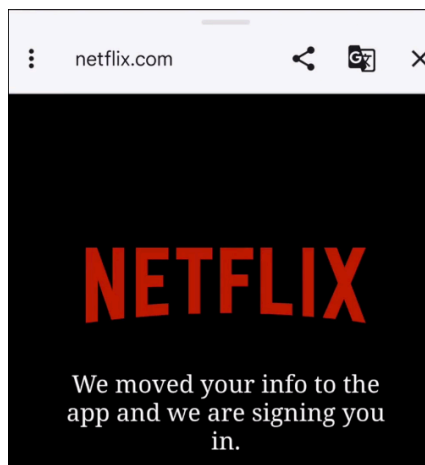 netflix.com
NETFLIX
We moved your info to the
app and we are signing you
in.